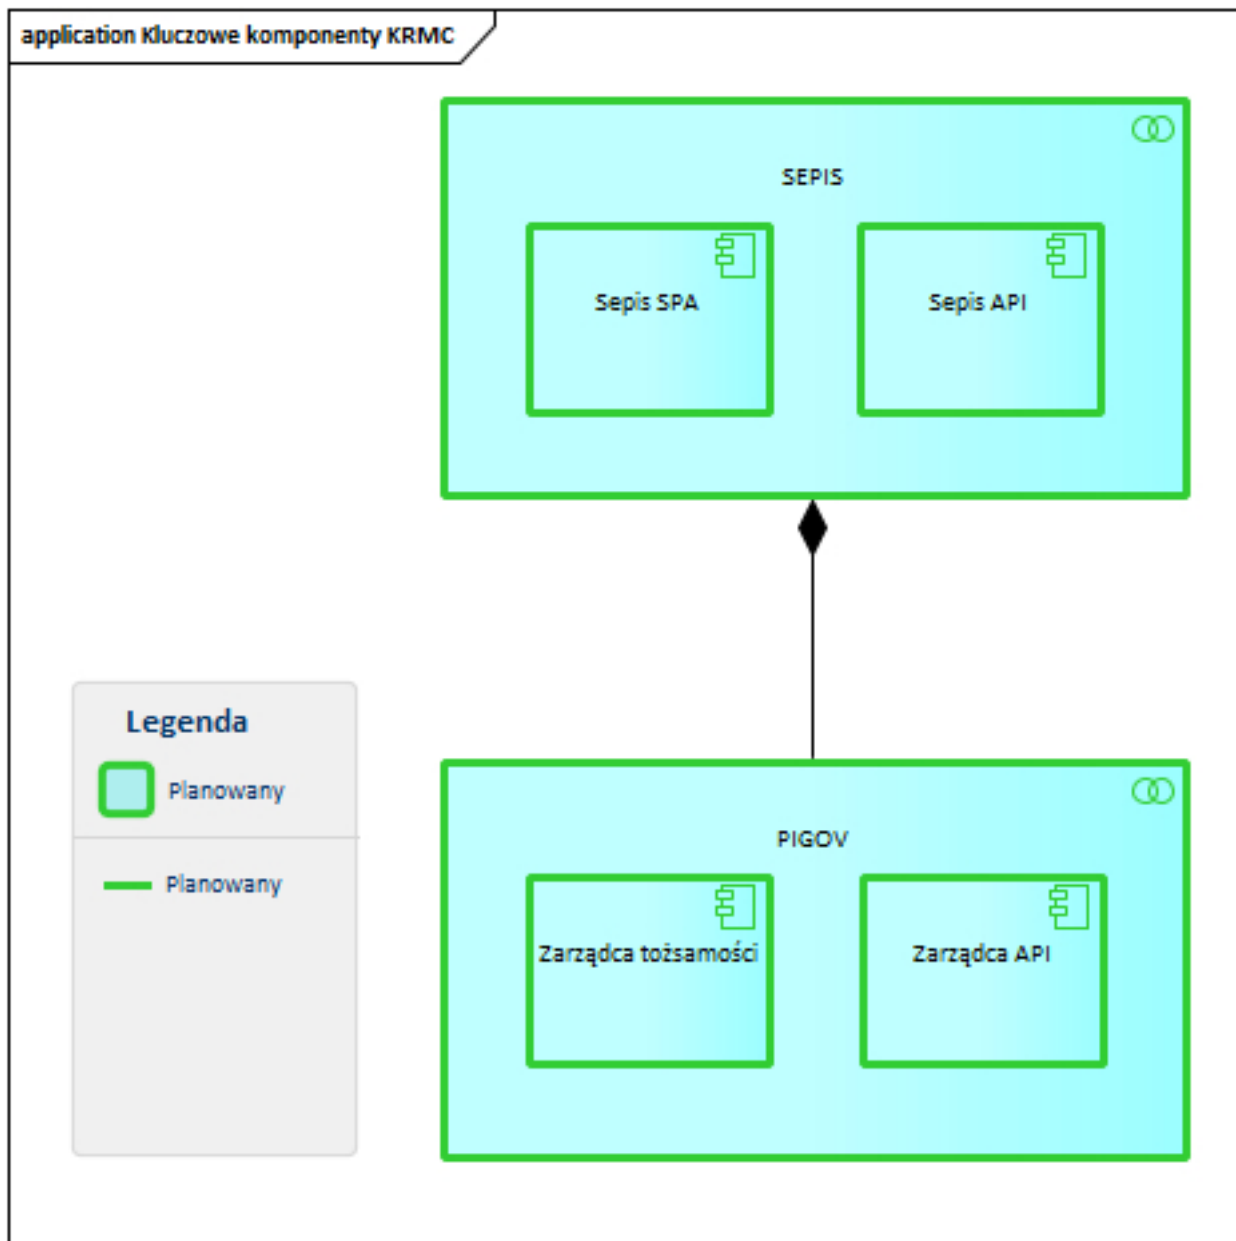 application Kluczowe komponenty KRMC
SEPIS
Sepis SPA
Sepis API
Legenda
Planowany
Planowany
PIGOV
Zarządca tożsamości
Zarządca API